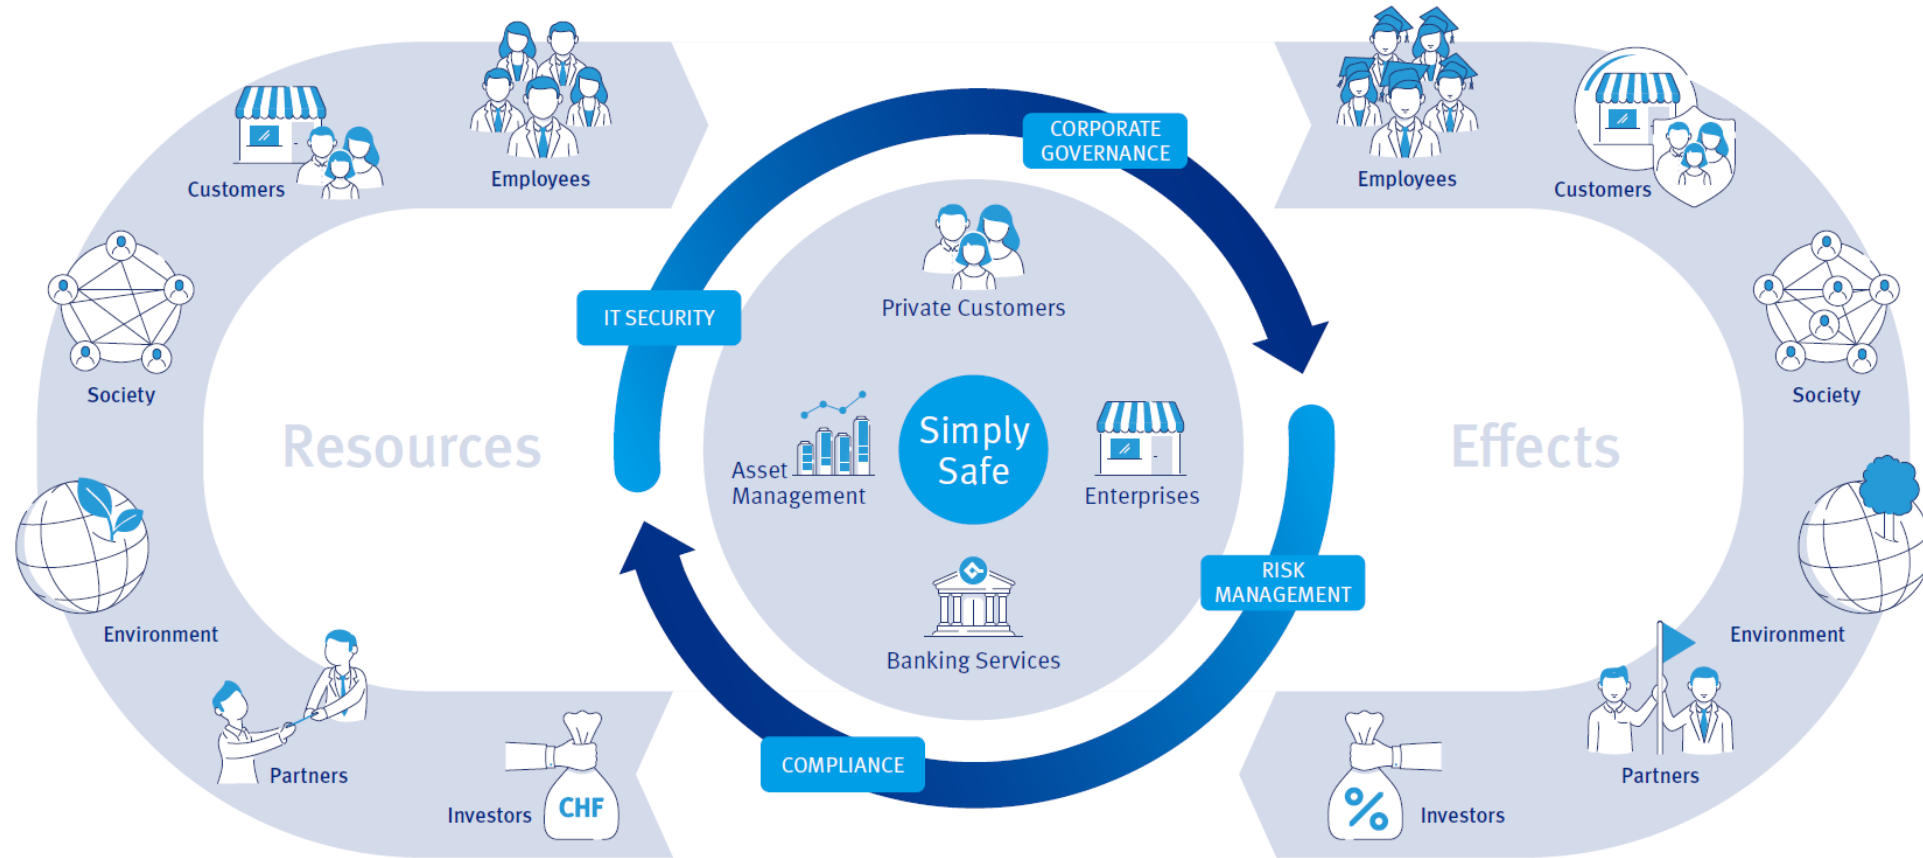 Employees
Customers
Society
Resources
Environment
Partners
Investors
CHF
CORPORATE
GOVERNANCE
IT SECURITY
Private Customers
Simply
Safe
Asset
Management
Enterprises
Banking Services
RISK
MANAGEMENT
COMPLIANCE
Employees
Customers
Society
Effects
Environment
Partners
%
Investors